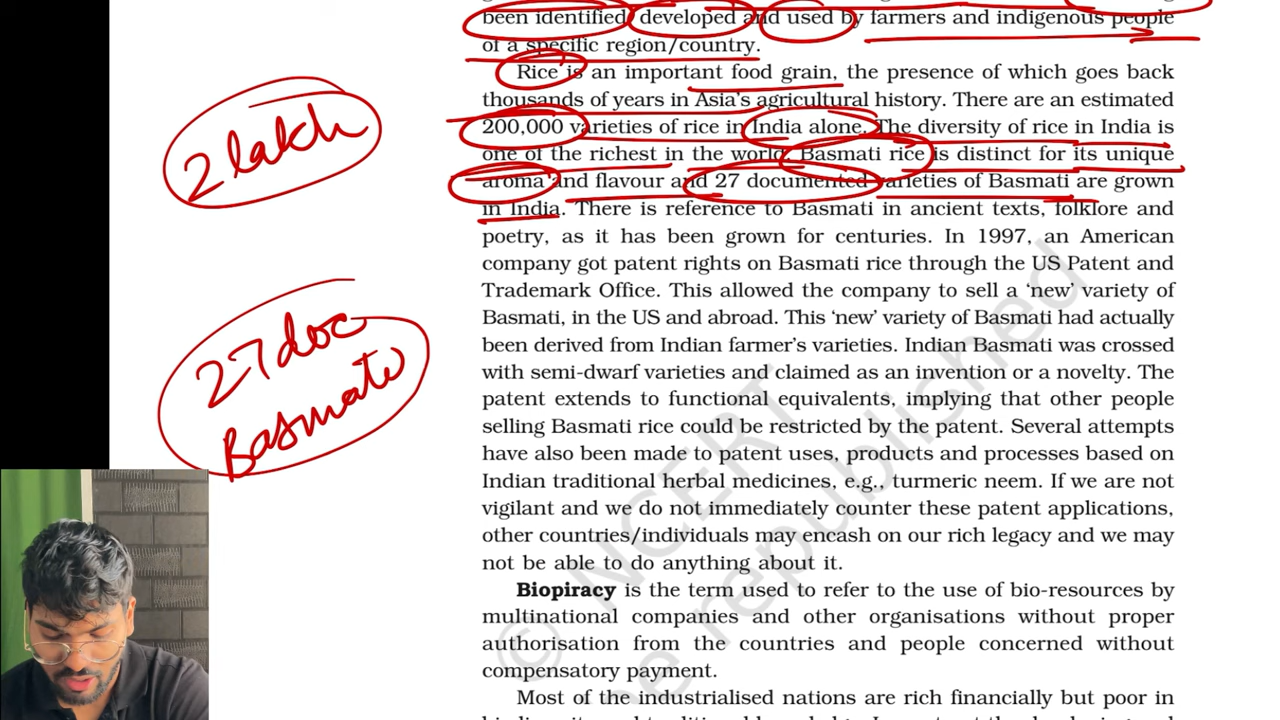 been identified, developed and used by farmers and indigenous people
of a specific region/country.
Rice is an important food grain, the presence of which goes back
thousands of years in Asia's agricultural history. There are an estimated
200,000 varieties of rice in India alone. The diversity of rice in India is
one of the richest in the world. Basmati rice is distinct for its unique
aroma and flavour and 27 documented varieties of Basmati are grown
in India. There is reference to Basmati in ancient texts, folklore and
poetry, as it has been grown for centuries. In 1997, an American
company got patent rights on Basmati rice through the US Patent and
Trademark Office. This allowed the company to sell a ‘new’ variety of
Basmati, in the US and abroad. This ‘new’ variety of Basmati had actually
been derived from Indian farmer's varieties. Indian Basmati was crossed
with semi-dwarf varieties and claimed as an invention or a novelty. The
patent extends to functional equivalents, implying that other people
selling Basmati rice could be restricted by the patent. Several attempts
have also been made to patent uses, products and processes based on
Indian traditional herbal medicines, e.g., turmeric neem. If we are not
vigilant and we do not immediately counter these patent applications,
other countries/individuals may encash on our rich legacy and we may
not be able to do anything about it.
Biopiracy is the term used to refer to the use of bio-resources by
multinational companies and other organisations without proper
authorisation from the countries and people concerned without
compensatory payment.
Most of the industrialised nations are rich financially but poor in
2 lakh
27 doc
Basmate
© NCERT
be republished